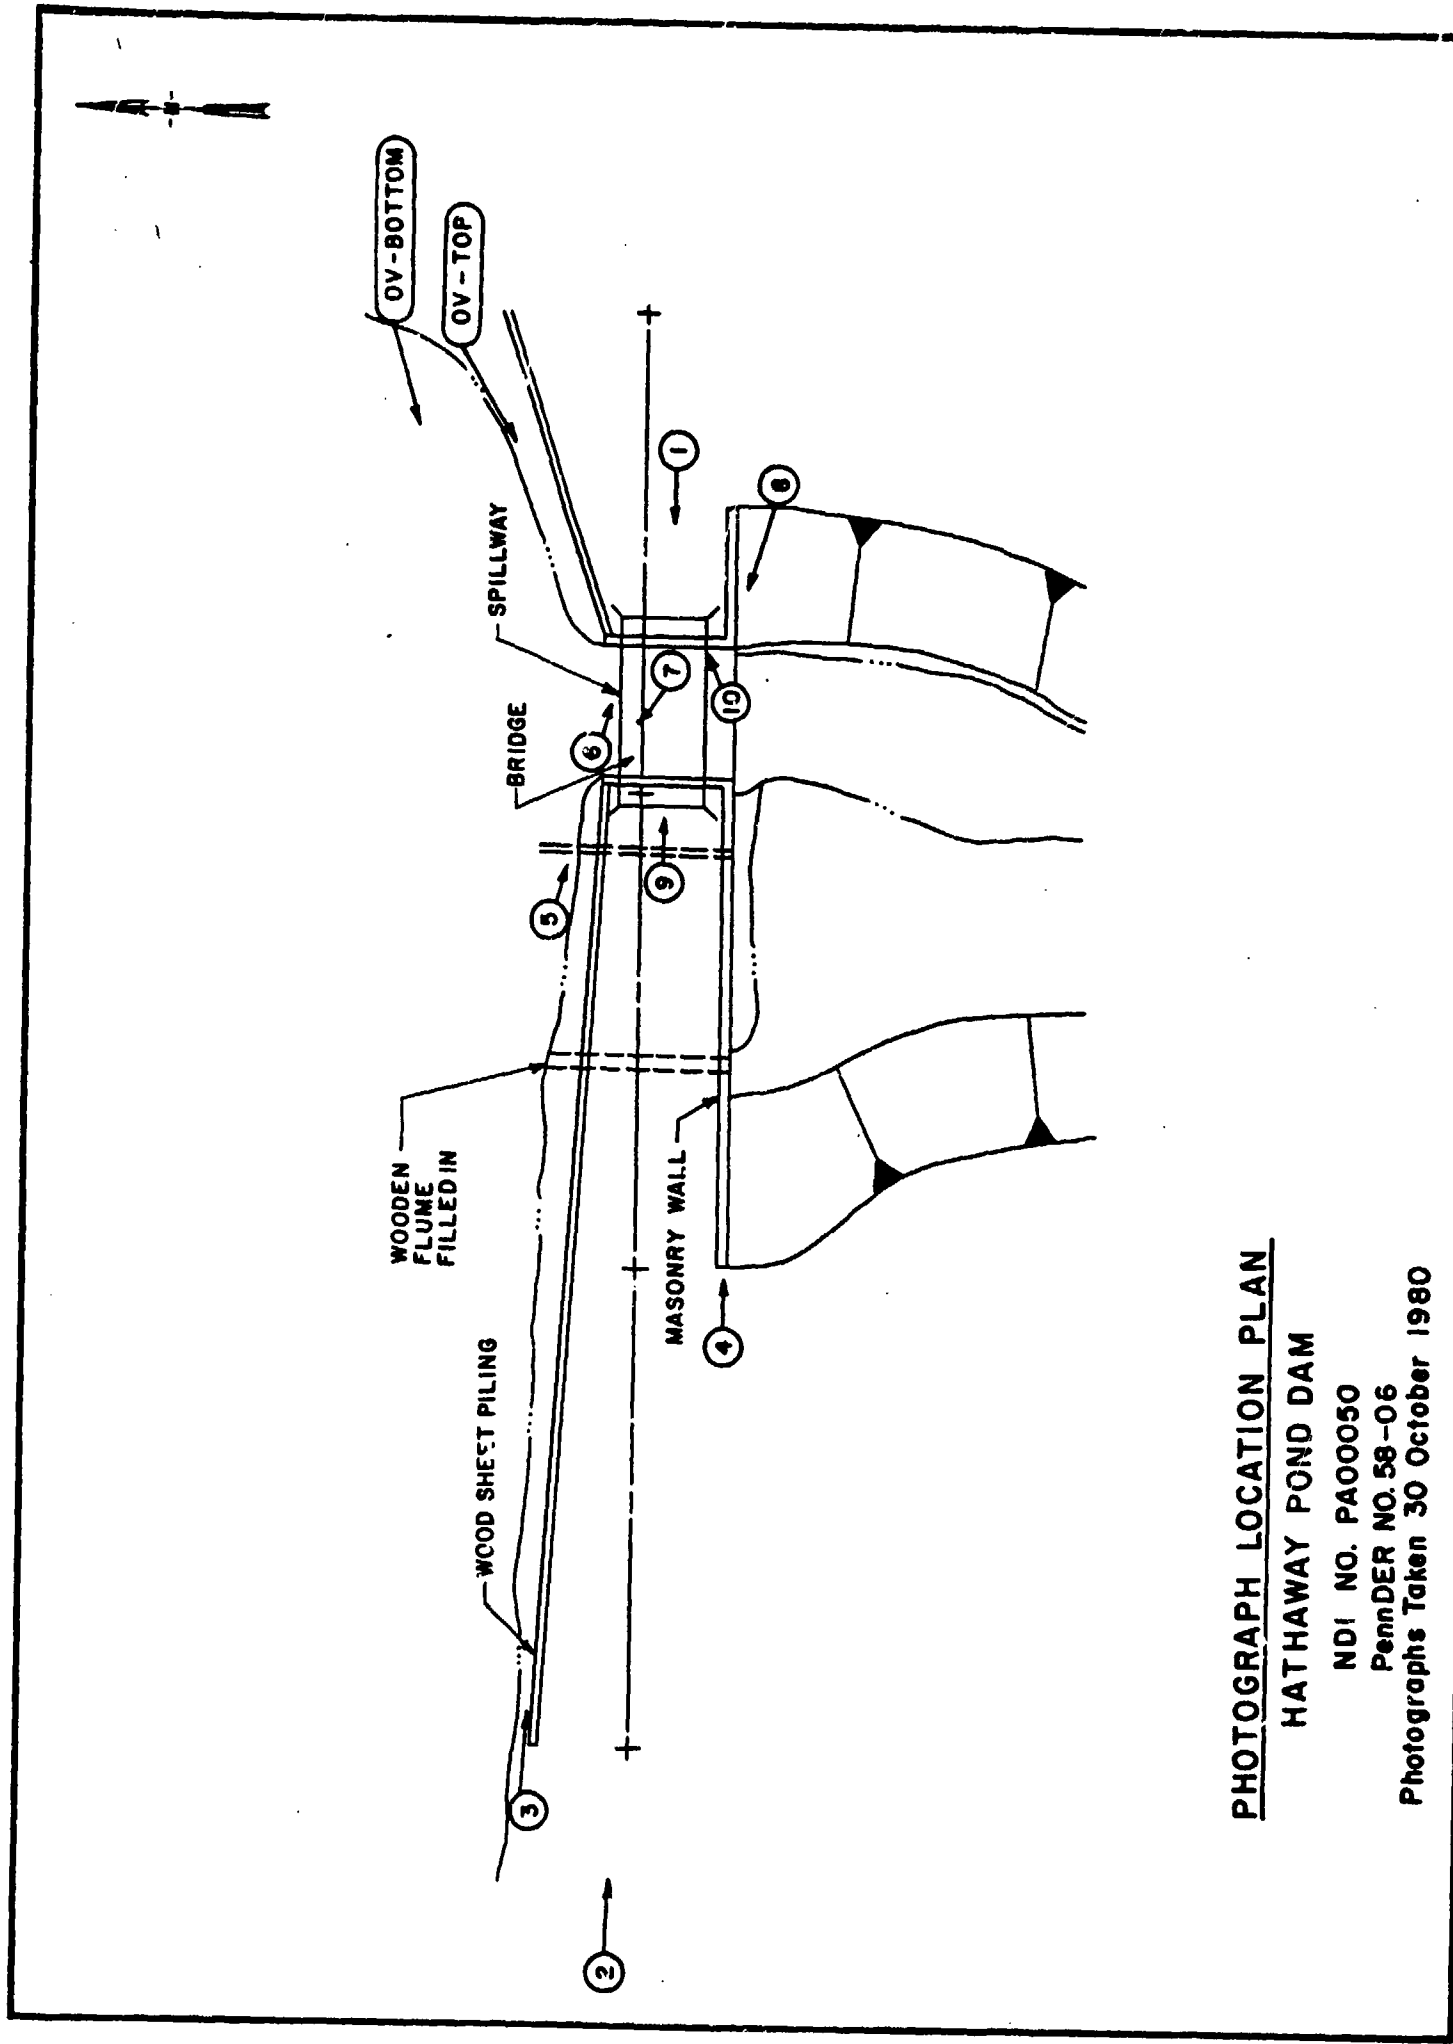 -N-
OV-BOTTOM
OV-TOP
SPILLWAY
BRIDGE
WOODEN
FLUME
FILLED IN
WOOD SHEET PILING
MASONRY WALL
1
2
3
4
5
6
7
8
9
10
PHOTOGRAPH LOCATION PLAN
HATHAWAY POND DAM
NDI NO. PA00050
PennDER NO. 58-06
Photographs Taken 30 October 1980